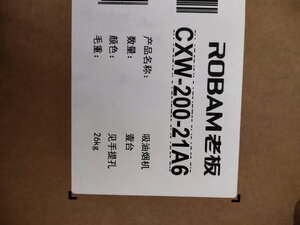 ROBAM老板
CXW-200-21A6
产品名称: 吸油烟机
数量: 壹台
颜色: 见手提孔
毛重: 26kg